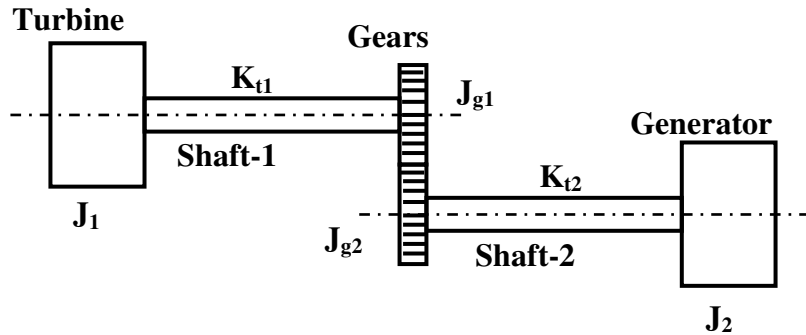 Turbine
Gears
K_t1
J_g1
Generator
Shaft-1
K_t2
J_1
J_g2
Shaft-2
J_2